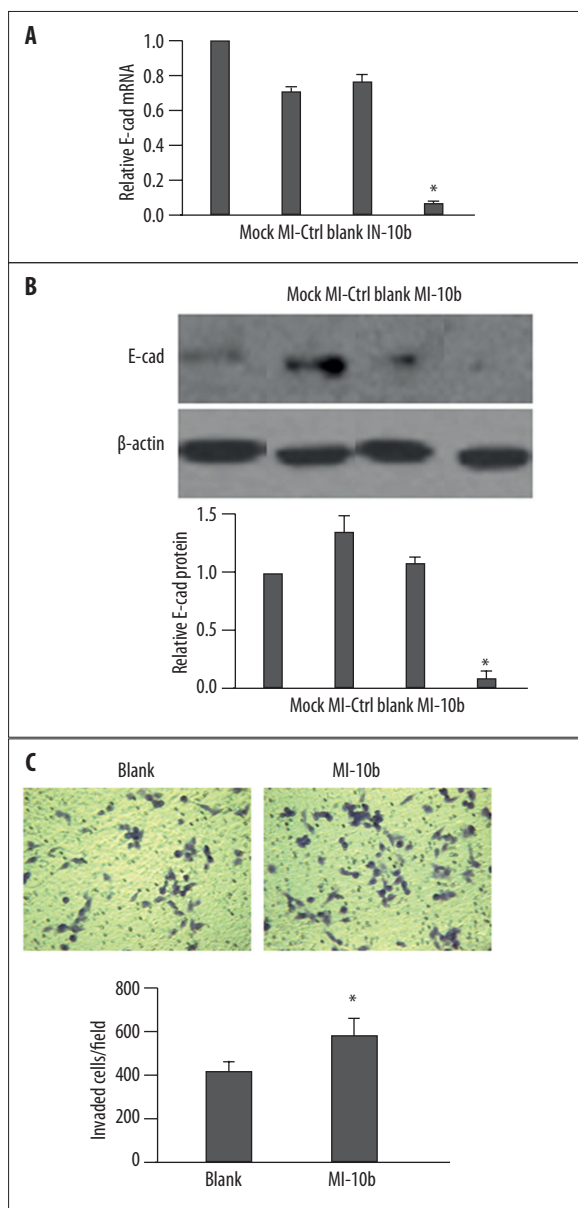 A
1.0
0.8
0.6
0.4
0.2
0.0
Relative E-cad mRNA
*
Mock MI-Ctrl blank IN-10b
B
Mock MI-Ctrl blank MI-10b
E-cad
β-actin
1.5
1.0
0.5
0.0
Relative E-cad protein
*
Mock MI-Ctrl blank MI-10b
C
Blank MI-10b
800
600
400
200
0
Invaded cells/field
*
Blank MI-10b